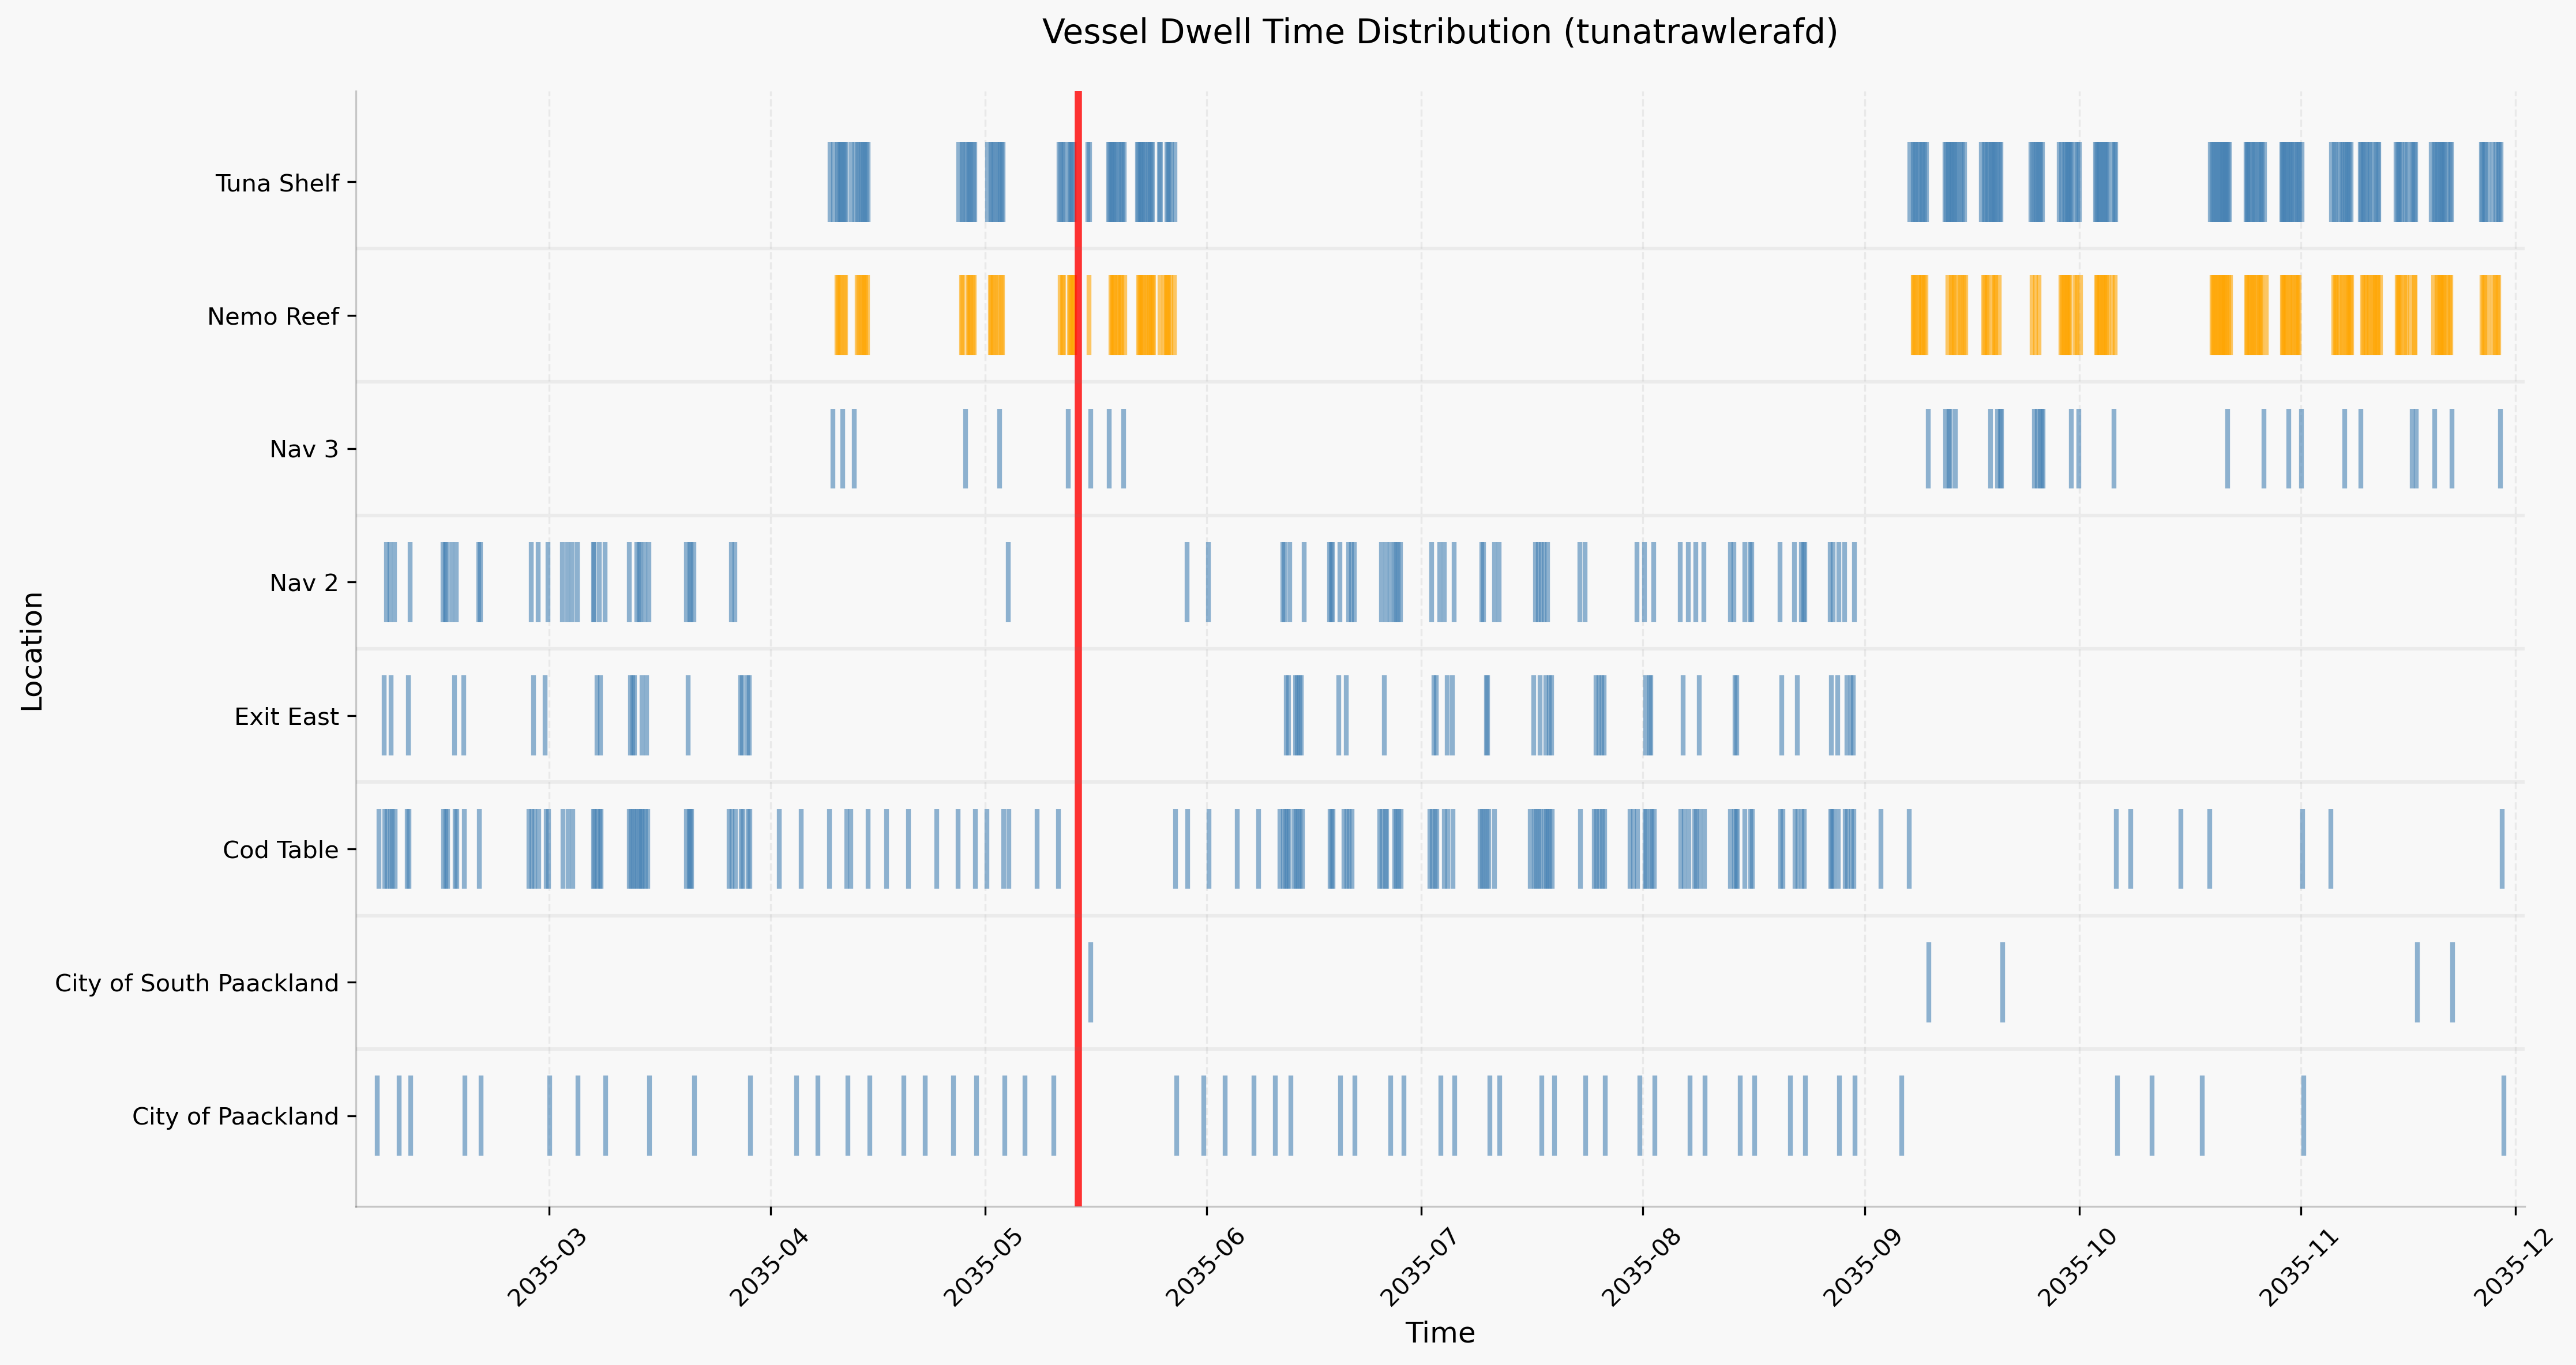 Vessel Dwell Time Distribution (tunatrawlerafd)
Location
Tuna Shelf
Nemo Reef
Nav 3
Nav 2
Exit East
Cod Table
City of South Paackland
City of Paackland
2035-03
2035-04
2035-05
2035-06
2035-07
2035-08
2035-09
2035-10
2035-11
2035-12
Time